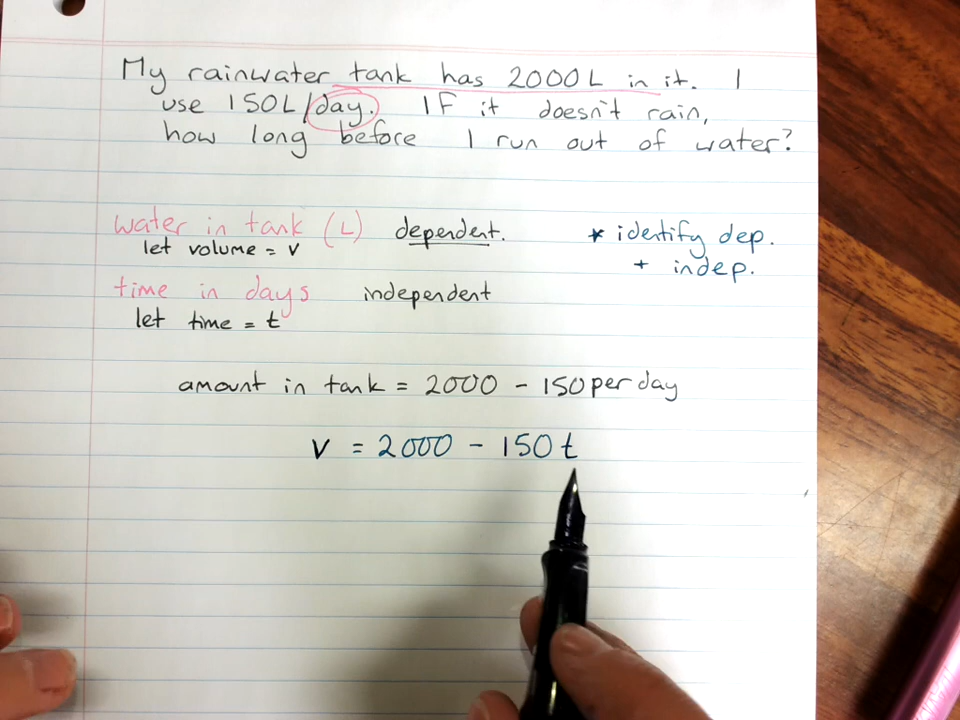 My rainwater tank has 2000L in it. I
use 150L/day. IF it doesn't rain,
how long before I run out of water?
water in tank (L) dependent.
let volume = v
* identify dep.
+ indep.
time in days independent
let time = t
amount in tank = 2000 - 150 per day
v = 2000 - 150t